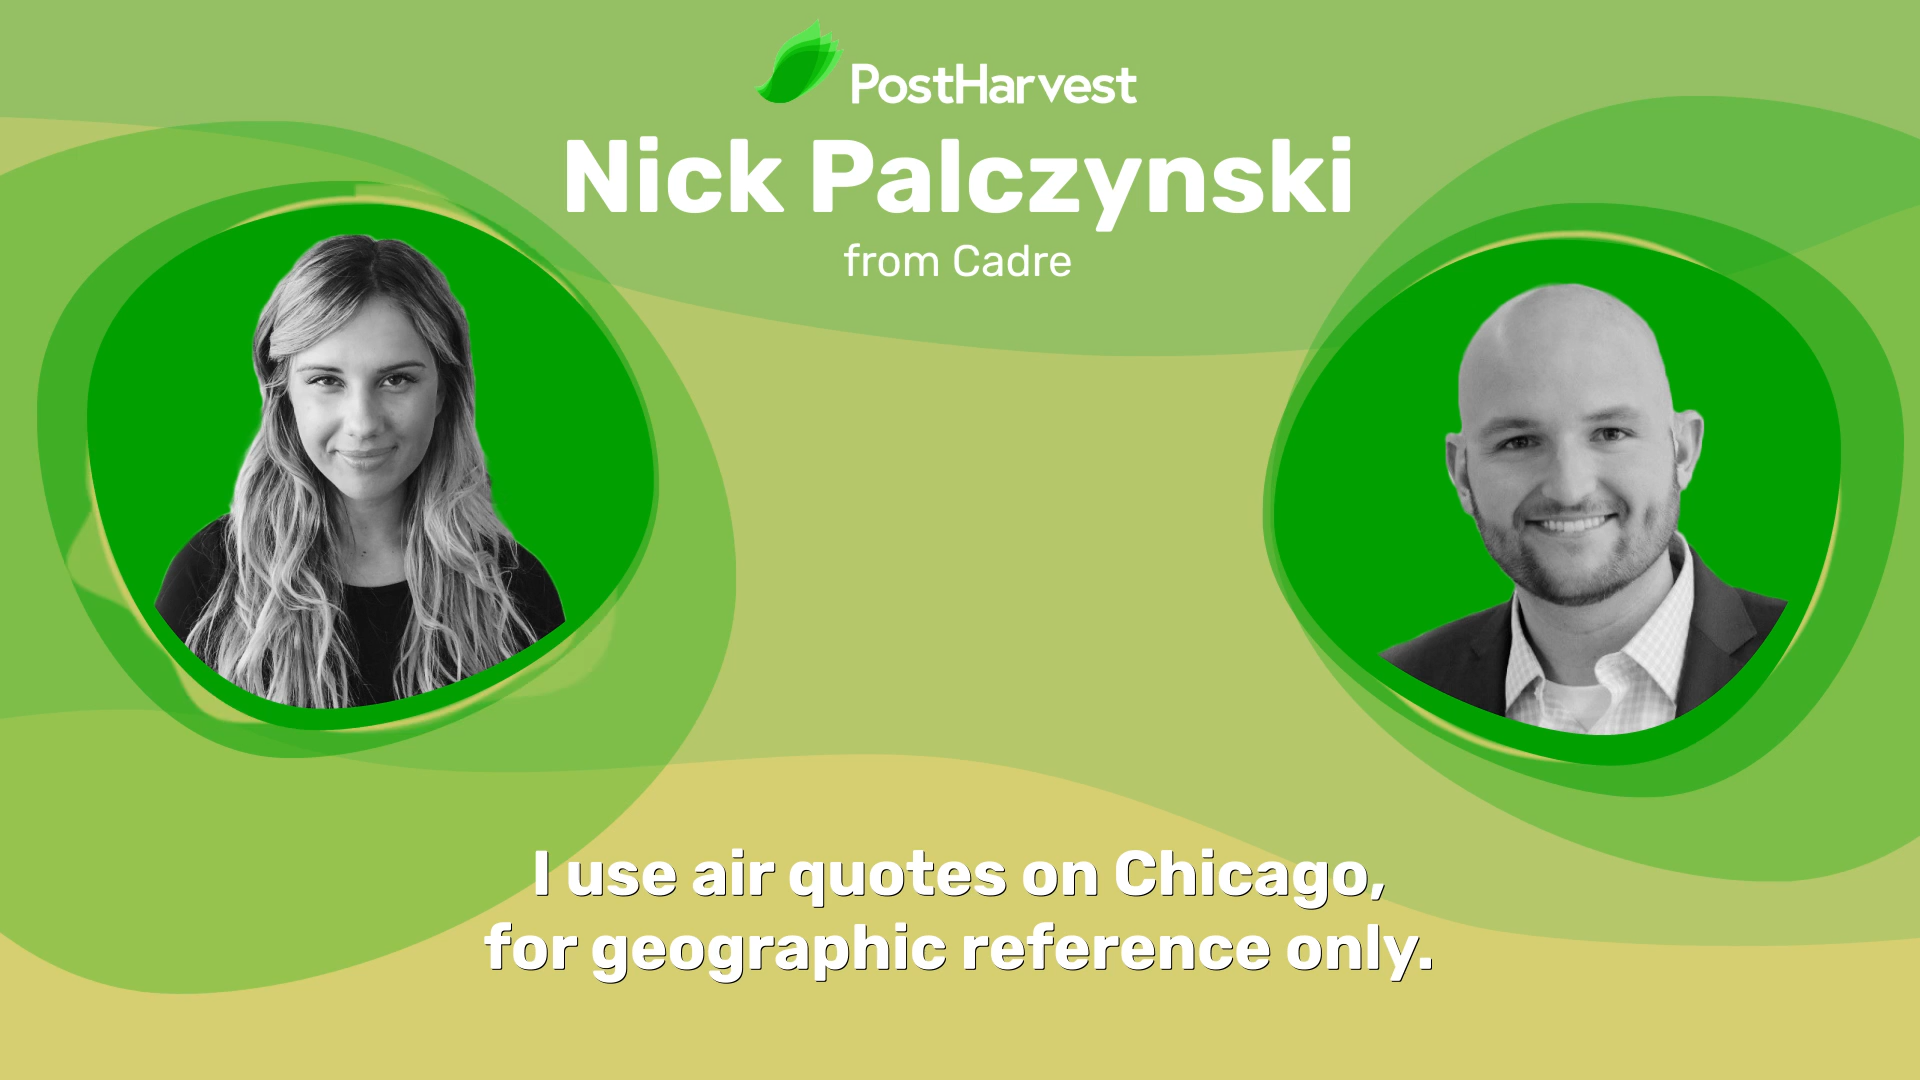 PostHarvest
Nick Palczynski
from Cadre
I use air quotes on Chicago,
for geographic reference only.